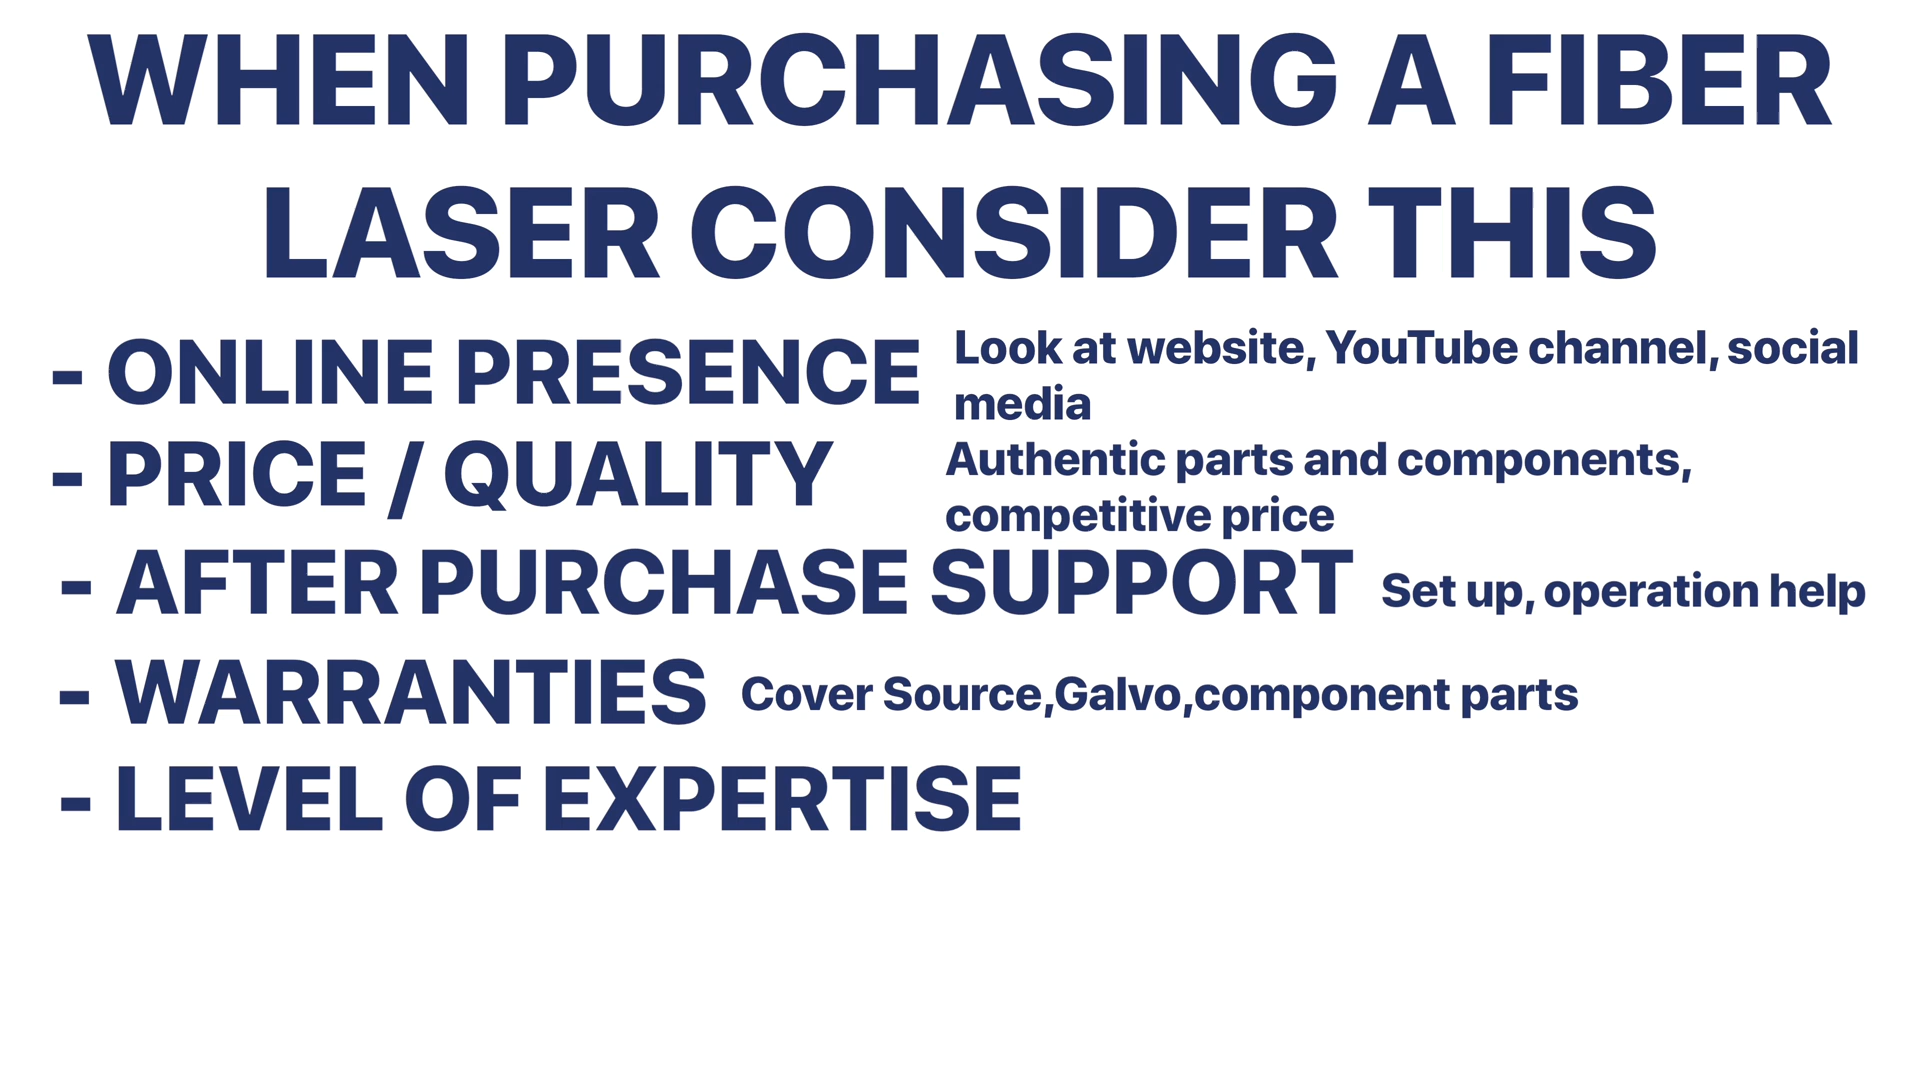 WHEN PURCHASING A FIBER
LASER CONSIDER THIS
- ONLINE PRESENCE
Look at website, YouTube channel, social
media
- PRICE / QUALITY
Authentic parts and components,
competitive price
- AFTER PURCHASE SUPPORT Set up, operation help
- WARRANTIES Cover Source,Galvo,component parts
- LEVEL OF EXPERTISE